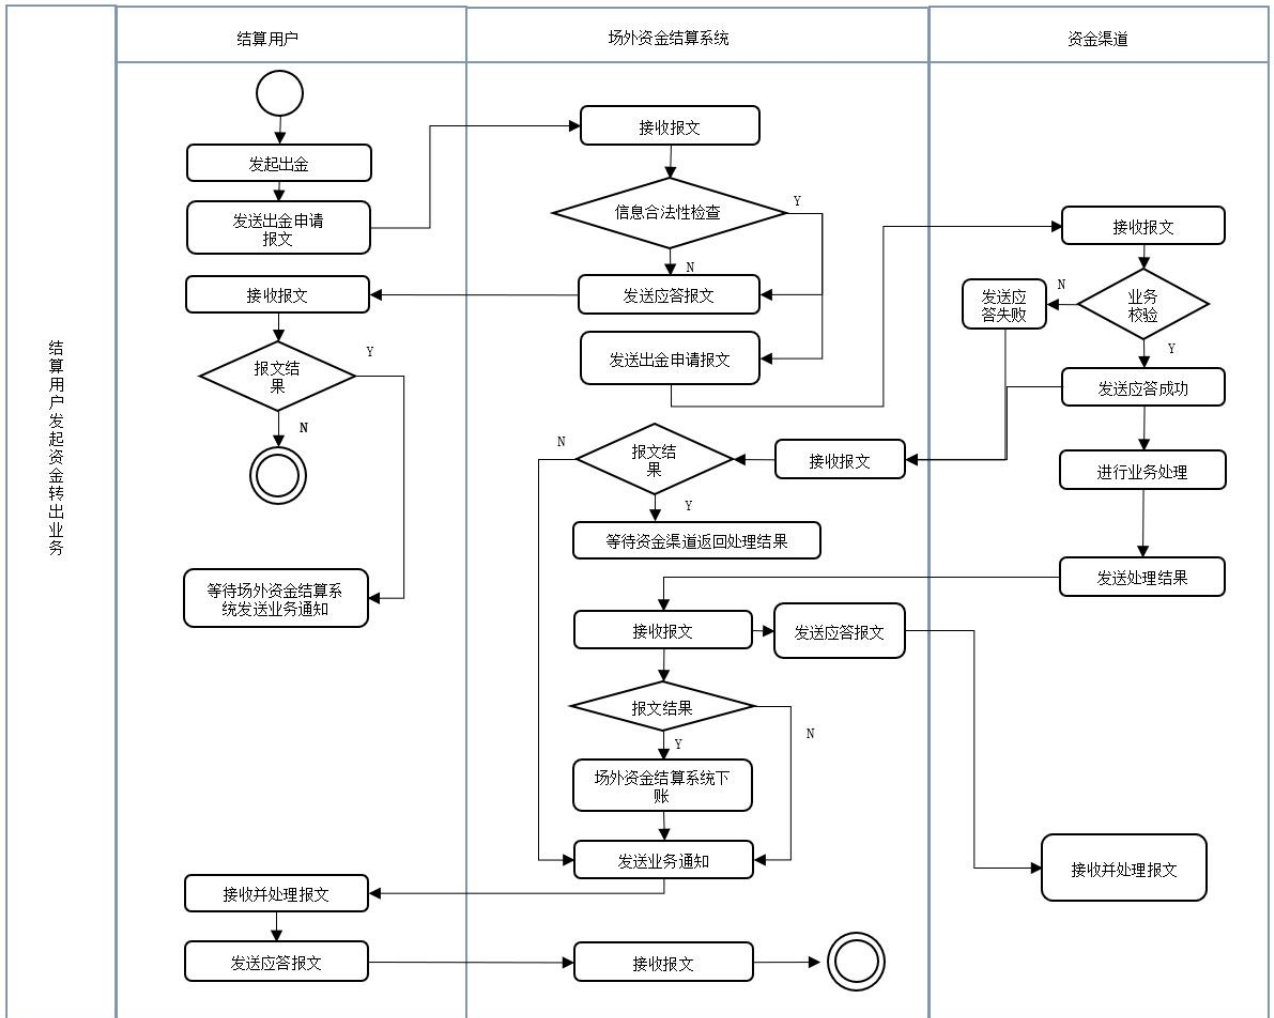 结算用户
场外资金结算系统
资金渠道
结算用户发起资金转出业务
发起出金
发送出金申请
报文
接收报文
报文结
果
Y
N
等待场外资金结算系
统发送业务通知
接收并处理报文
发送应答报文
接收报文
信息合法性检查
Y
N
发送应答报文
发送出金申请报文
接收报文
报文结
果
N
Y
等待资金渠道返回处理结果
接收报文
发送应答报文
报文结果
Y
N
场外资金结算系统下
账
发送业务通知
接收报文
接收报文
业务
校验
N
Y
发送应
答失败
发送应答成功
进行业务处理
发送处理结果
接收并处理报文